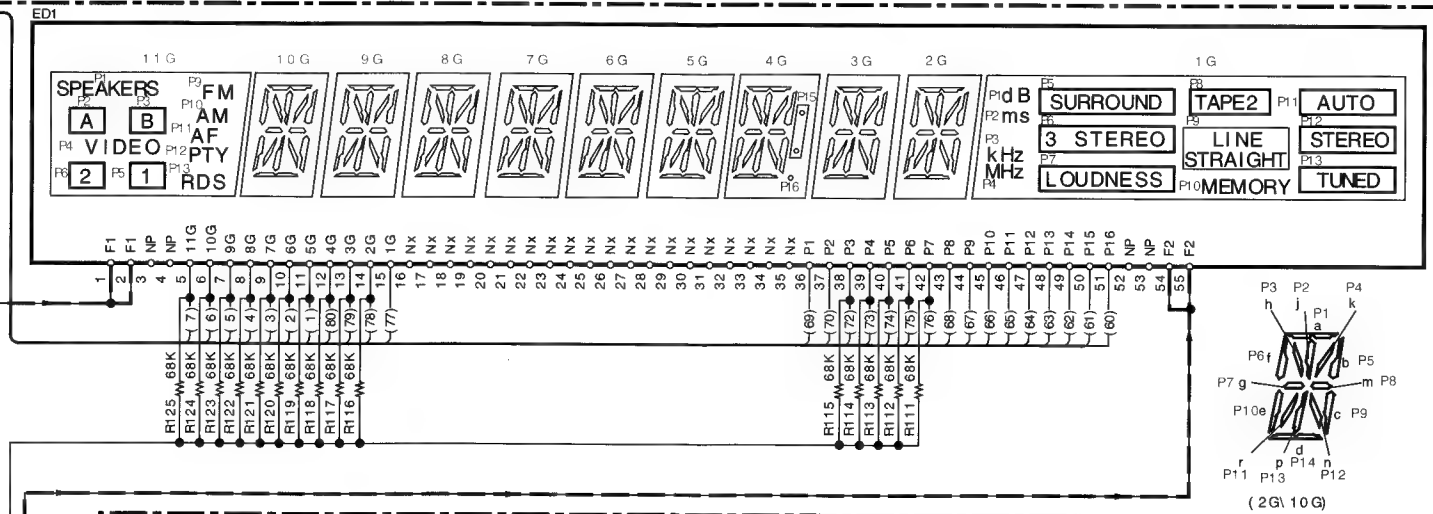 ED1
11G 10G 9G 8G 7G 6G 5G 4G 3G 2G 1G
P1
SPEAKERS
P2 P3
A B
P4 VIDEO
P6 2 P5 1
P9 FM
P10 AM
P11 AF
P12 PTY
P13 RDS
P15
P16
P1 dB
P2 ms
P3 kHz
P4 MHz
P5
SURROUND
P6
3 STEREO
P7
LOUDNESS
P8
TAPE2
P9
LINE
STRAIGHT
P10 MEMORY
P11 AUTO
P12
STEREO
P13
TUNED
F1 F1 NP NP 11G 10G 9G 8G 7G 6G 5G 4G 3G 2G 1G Nx Nx Nx Nx Nx Nx Nx Nx Nx Nx Nx Nx Nx Nx Nx Nx Nx Nx Nx Nx P1 P2 P3 P4 P5 P6 P7 P8 P9 P10 P11 P12 P13 P14 P15 P16 NP NP F2 F2
1 2 3 4 5 6 7 8 9 10 11 12 13 14 15 16 17 18 19 20 21 22 23 24 25 26 27 28 29 30 31 32 33 34 35 36 37 38 39 40 41 42 43 44 45 46 47 48 49 50 51 52 53 54 55
(7) (6) (5) (4) (3) (2) (1) (80) (79) (78) (77) (69) (70) (72) (73) (74) (75) (76) (68) (67) (66) (65) (64) (63) (62) (61) (60)
68K 68K 68K 68K 68K 68K 68K 68K 68K 68K 68K 68K 68K 68K 68K
R125 R124 R123 R122 R121 R120 R119 R118 R117 R116 R115 R114 R113 R112 R111
P3 P2 P4
h j k
P1
a
P6 f b P5
P7 g m P8
P10 e c P9
d
r p P14 n
P11 P13 P12
(2G\10G)